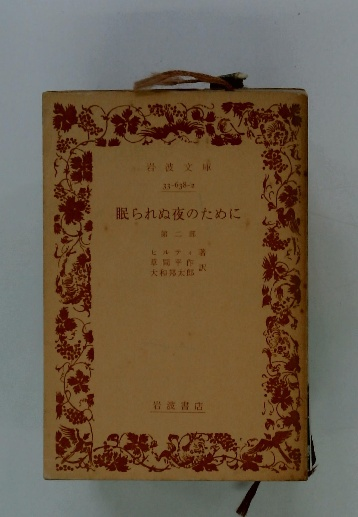 岩波文庫
33-638-2
眠られぬ夜のために
第二部
ヒルティ著
草間平作
大和邦太郎
訳
岩波書店